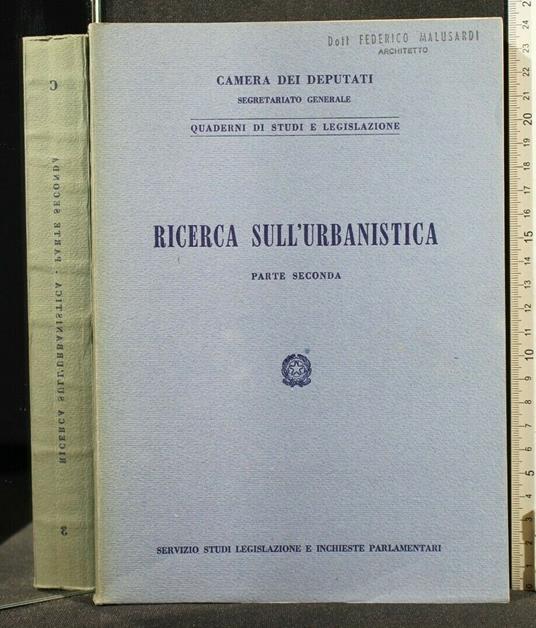 Dott FEDERICO MALUSARDI
ARCHITETTO
CAMERA DEI DEPUTATI
SEGRETARIATO GENERALE
QUADERNI DI STUDI E LEGISLAZIONE
RICERCA SULL'URBANISTICA
PARTE SECONDA
SERVIZIO STUDI LEGISLAZIONE E INCHIESTE PARLAMENTARI
RICERCA SULL'URBANISTICA - PARTE SECONDA